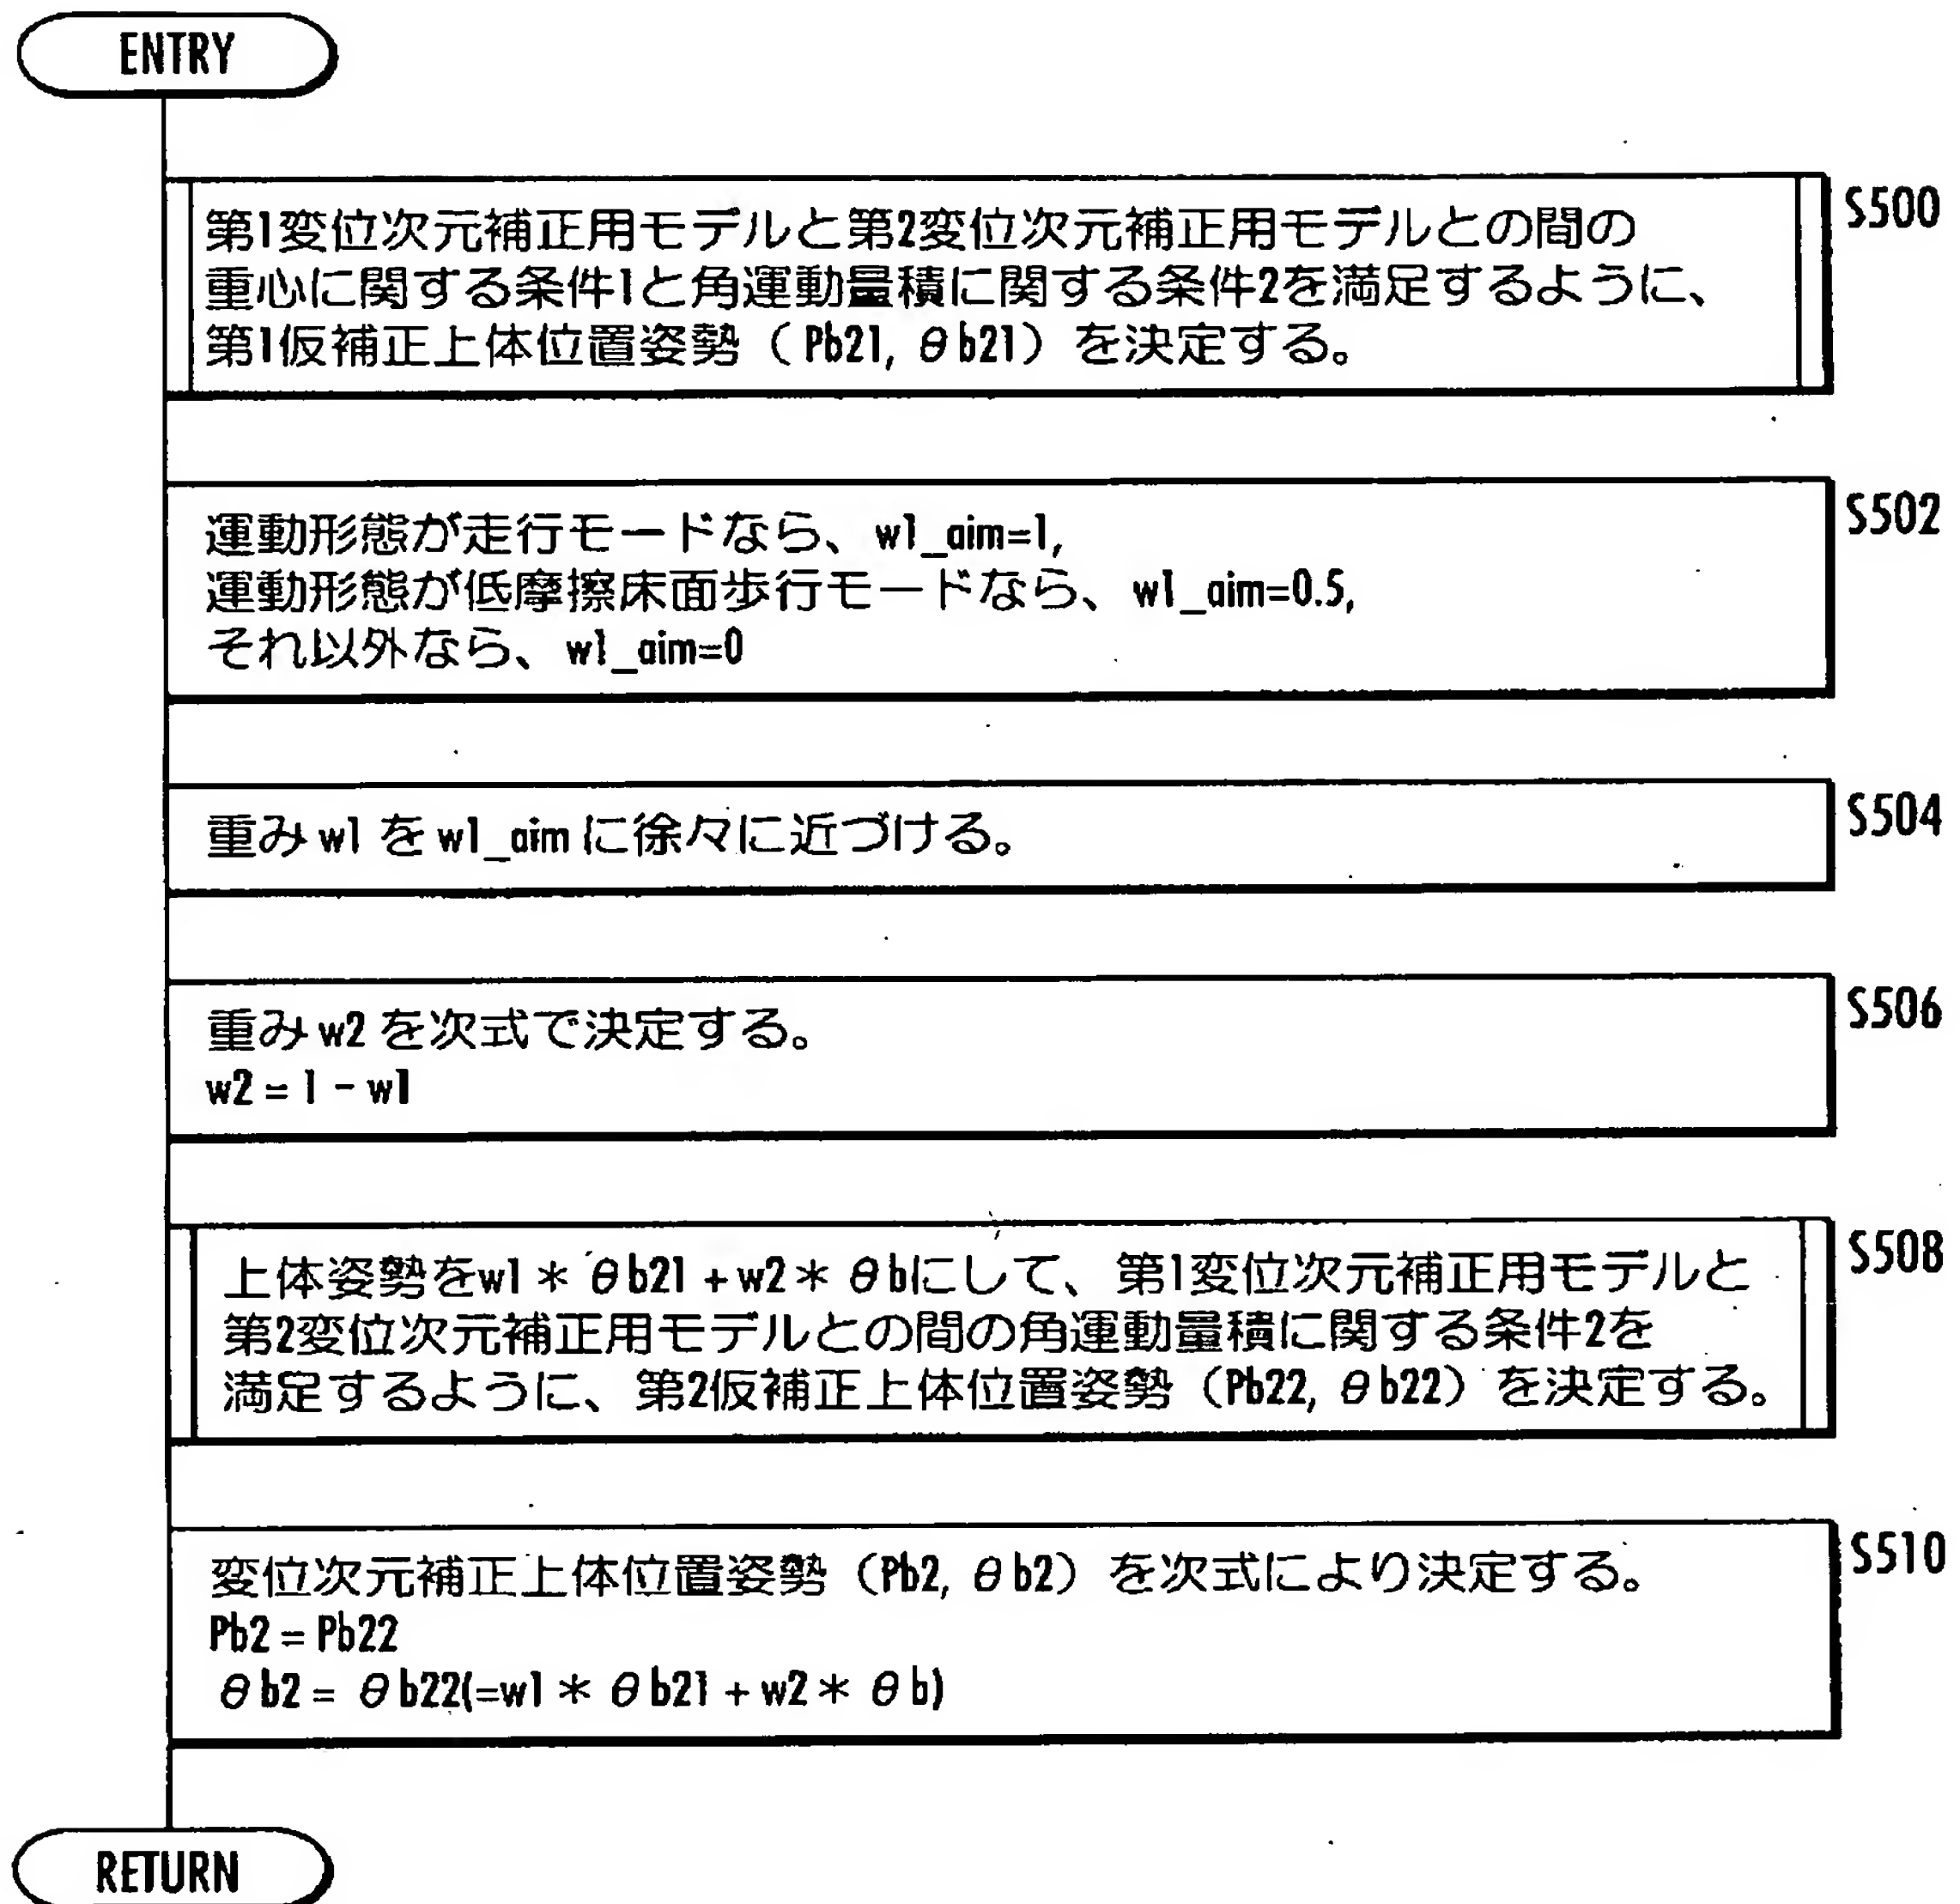 ENTRY
S500
第1変位次元補正用モデルと第2変位次元補正用モデルとの間の
重心に関する条件1と角運動量積に関する条件2を満足するように、
第1仮補正上体位置姿勢（Pb21, θb21）を決定する。
S502
運動形態が走行モードなら、w1_aim=1,
運動形態が低摩擦床面歩行モードなら、w1_aim=0.5,
それ以外なら、w1_aim=0
S504
重みw1をw1_aimに徐々に近づける。
S506
重みw2を次式で決定する。
w2 = 1 - w1
S508
上体姿勢をw1＊θb21+w2＊θbにして、第1変位次元補正用モデルと
第2変位次元補正用モデルとの間の角運動量積に関する条件2を
満足するように、第2仮補正上体位置姿勢（Pb22, θb22）を決定する。
S510
変位次元補正上体位置姿勢（Pb2, θb2）を次式により決定する。
Pb2 = Pb22
θb2 = θb22(=w1＊θb21+w2＊θb)
RETURN